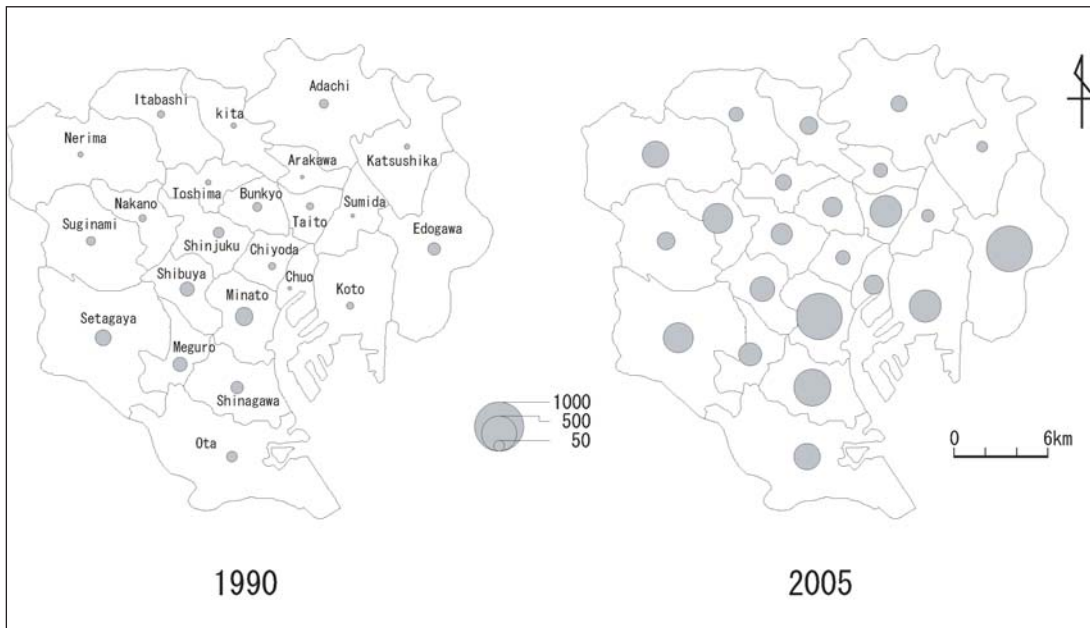 Adachi
Itabashi
kita
Nerima
Arakawa
Katsushika
Toshima
Bunkyo
Nakano
Sumida
Taito
Suginami
Edogawa
Shinjuku
Chiyoda
Shibuya
Chuo
Minato
Koto
Setagaya
Meguro
Shinagawa
Ota
1000
500
50
0 6km
1990
2005